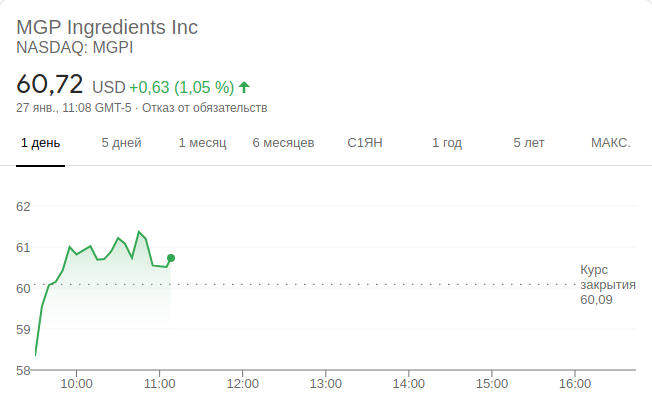 MGP Ingredients Inc
NASDAQ: MGPI
60,72 USD +0,63 (1,05 %)
27 янв., 11:08 GMT-5 · Отказ от обязательств
1 день 5 дней 1 месяц 6 месяцев С1ЯН 1 год 5 лет МАКС.
62
61
60
59
58
Курс
закрытия
60,09
10:00 11:00 12:00 13:00 14:00 15:00 16:00